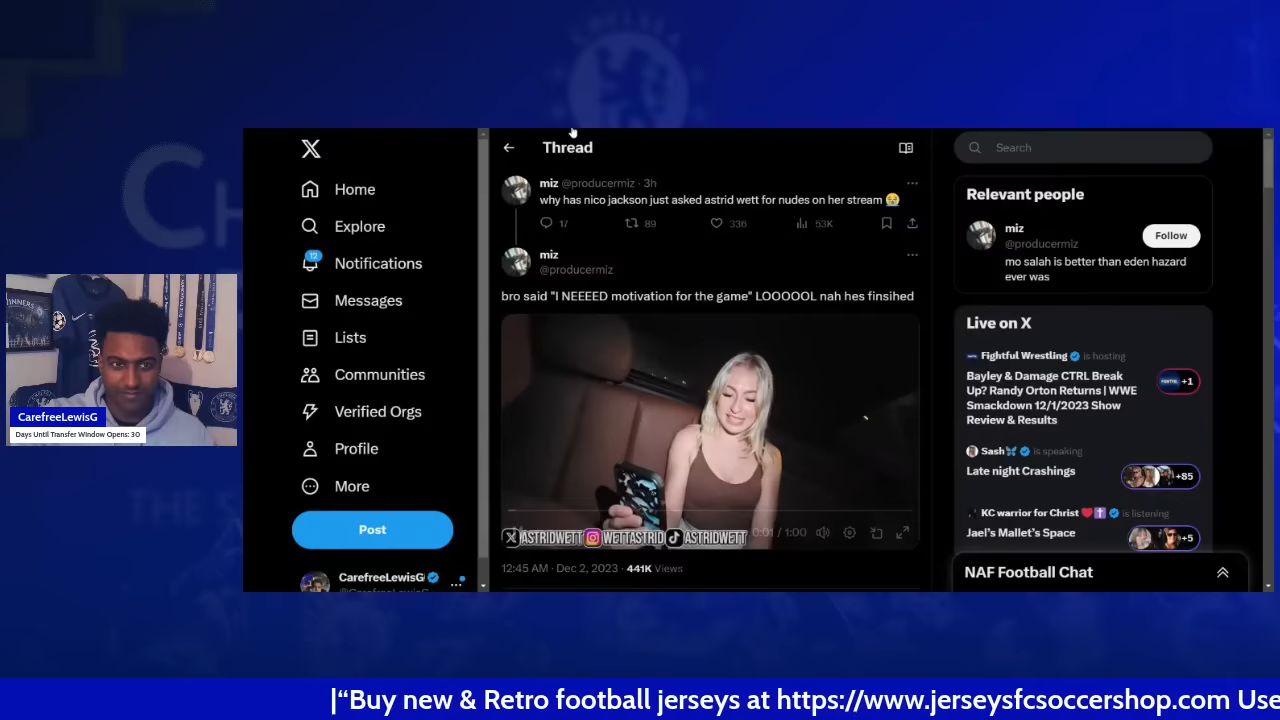 Thread
Search
Home
Explore
12
Notifications
Messages
Lists
Communities
Verified Orgs
Profile
More
Post
CarefreeLewisG
miz @producermiz · 3h
why has nico jackson just asked astrid wett for nudes on her stream 😭
17 89 336 53K
miz
@producermiz
bro said "I NEEEED motivation for the game" LOOOOOL nah hes finsihed
ASTRIDWETT WETTASTRID ASTRIDWETT
0:01 / 1:00
12:45 AM · Dec 2, 2023 · 441K Views
Relevant people
miz
@producermiz
Follow
mo salah is better than eden hazard
ever was
Live on X
Fightful Wrestling is hosting
Bayley & Damage CTRL Break
Up? Randy Orton Returns | WWE
Smackdown 12/1/2023 Show
Review & Results
+1
Sash🦋 is speaking
Late night Crashings
+85
KC warrior for Christ ❤️✝️ is listening
Jael's Mallet's Space
+5
NAF Football Chat
CarefreeLewisG
Days Until Transfer Window Opens: 30
|“Buy new & Retro football jerseys at https://www.jerseysfcsoccershop.com Use